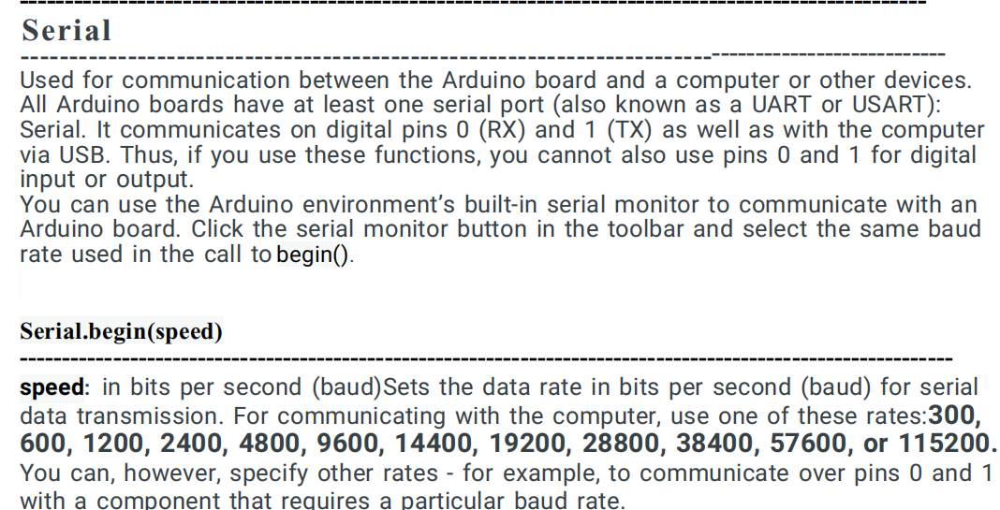 Serial
Used for communication between the Arduino board and a computer or other devices.
All Arduino boards have at least one serial port (also known as a UART or USART):
Serial. It communicates on digital pins 0 (RX) and 1 (TX) as well as with the computer
via USB. Thus, if you use these functions, you cannot also use pins 0 and 1 for digital
input or output.
You can use the Arduino environment’s built-in serial monitor to communicate with an
Arduino board. Click the serial monitor button in the toolbar and select the same baud
rate used in the call to begin().
Serial.begin(speed)
speed: in bits per second (baud)Sets the data rate in bits per second (baud) for serial
data transmission. For communicating with the computer, use one of these rates:300,
600, 1200, 2400, 4800, 9600, 14400, 19200, 28800, 38400, 57600, or 115200.
You can, however, specify other rates - for example, to communicate over pins 0 and 1
with a component that requires a particular baud rate.